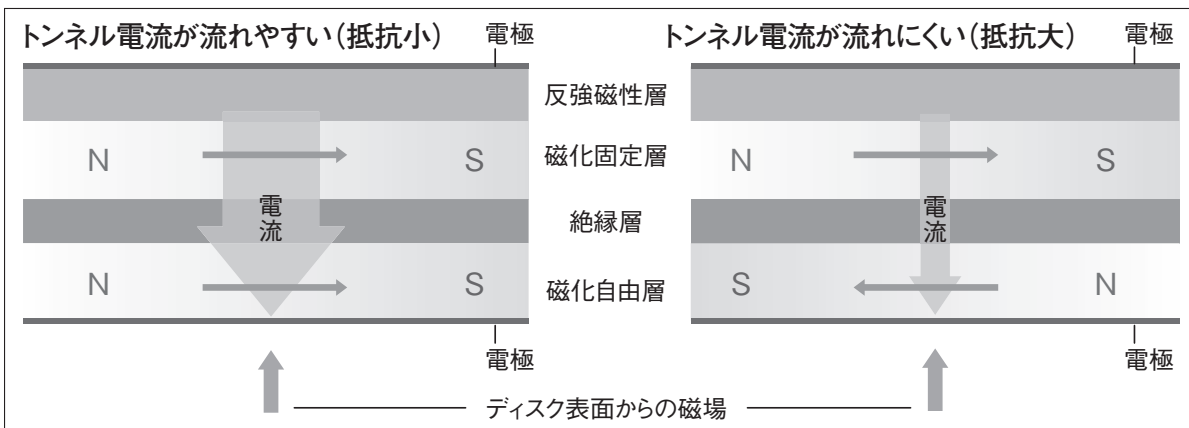 トンネル電流が流れやすい(抵抗小)
電極
トンネル電流が流れにくい(抵抗大)
電極
反強磁性層
N
S
磁化固定層
N
S
電流
絶縁層
電流
N
S
磁化自由層
S
N
電極
電極
ディスク表面からの磁場